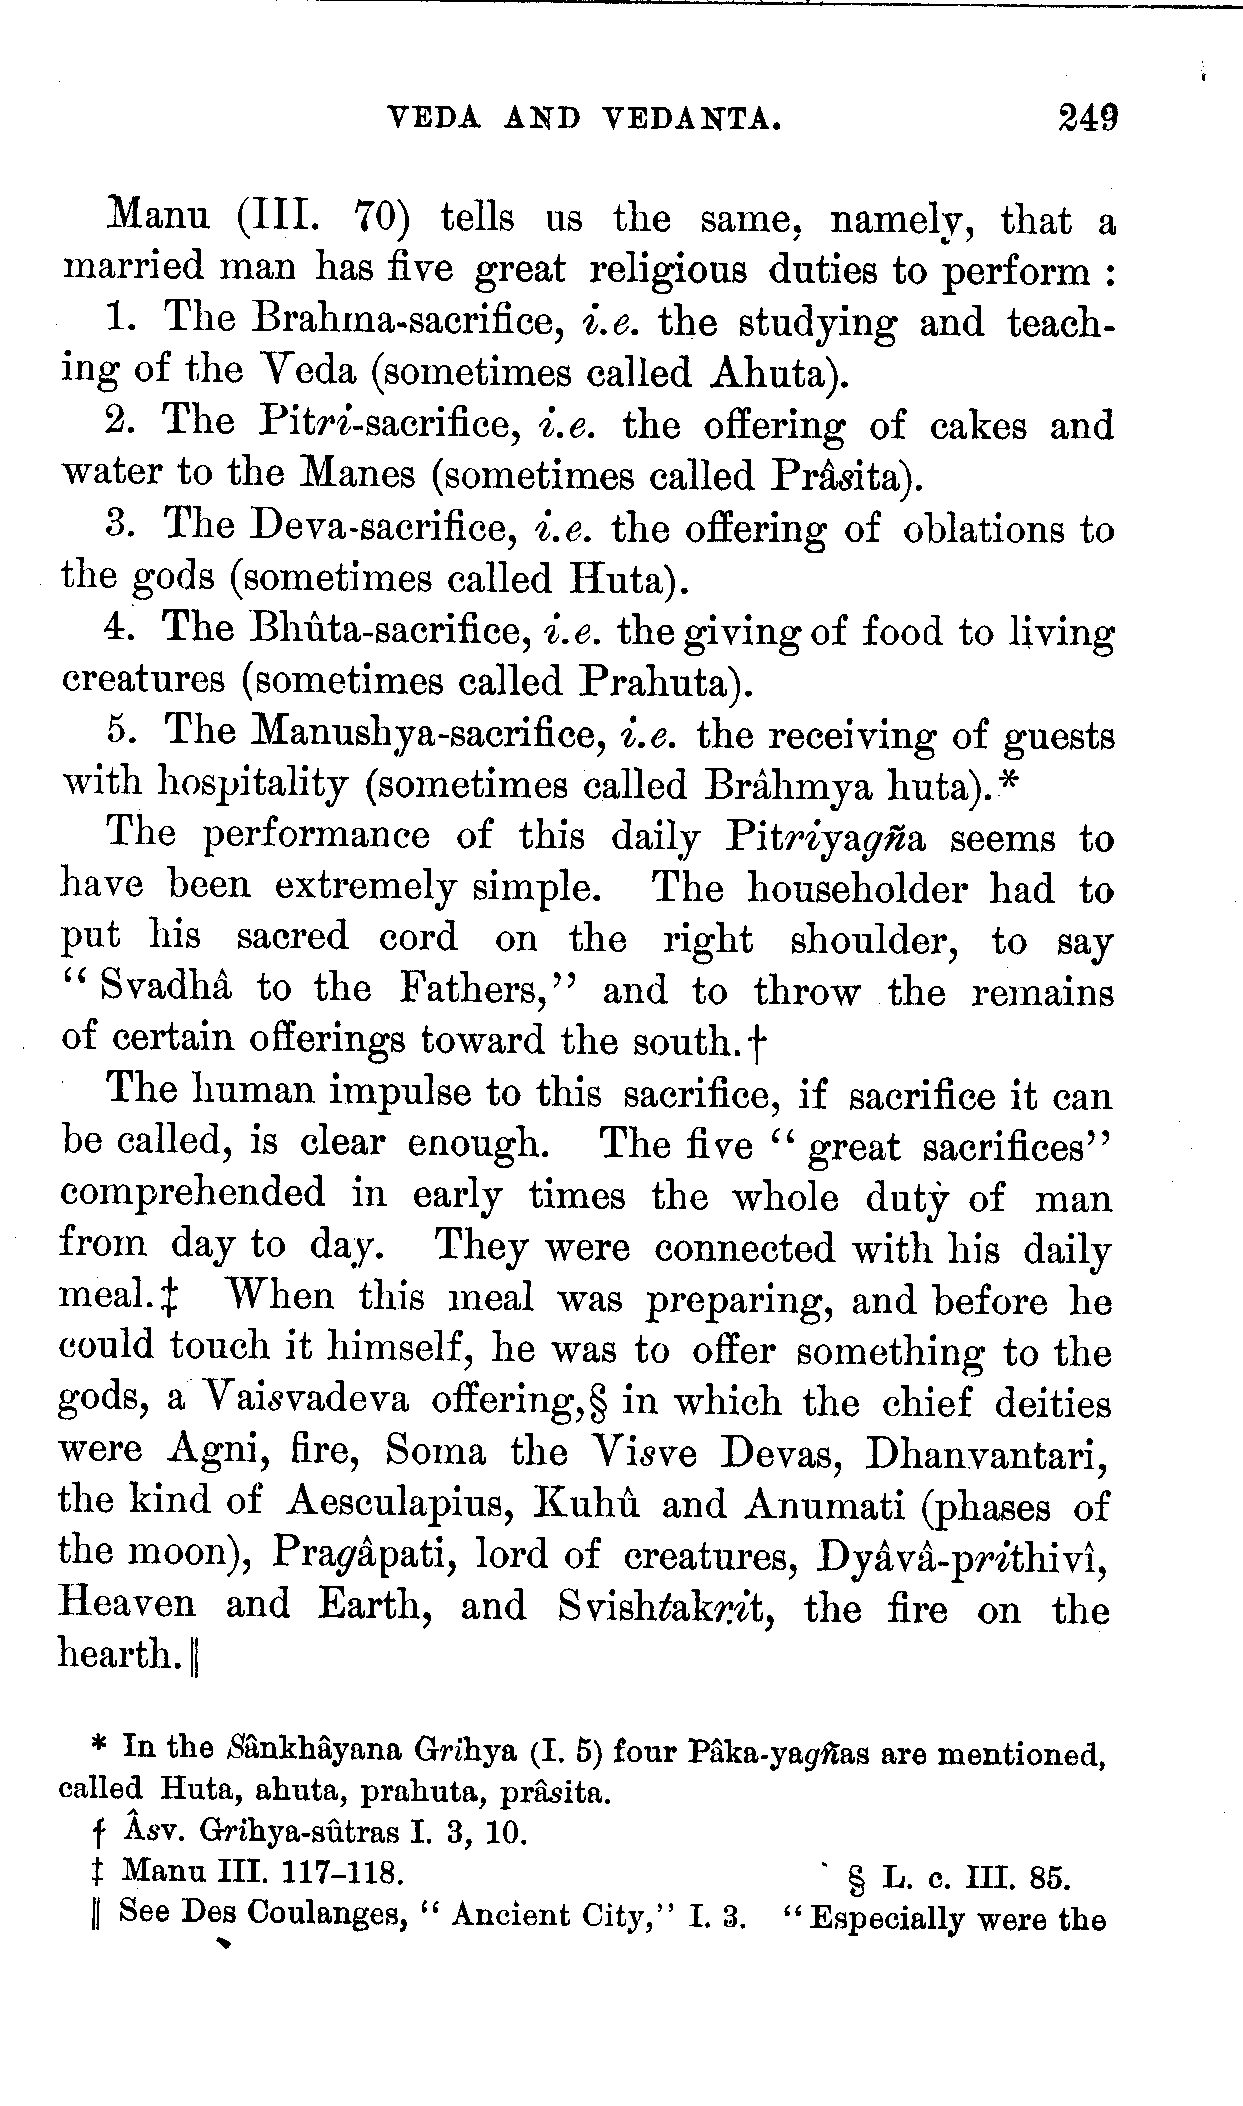 VEDA AND VEDANTA. 249
Manu (III. 70) tells us the same, namely, that a
married man has five great religious duties to perform :
1. The Brahma-sacrifice, i.e. the studying and teach-
ing of the Veda (sometimes called Ahuta).
2. The Pitri-sacrifice, i.e. the offering of cakes and
water to the Manes (sometimes called Prâsita).
3. The Deva-sacrifice, i.e. the offering of oblations to
the gods (sometimes called Huta).
4. The Bhûta-sacrifice, i.e. the giving of food to living
creatures (sometimes called Prahuta).
5. The Manushya-sacrifice, i.e. the receiving of guests
with hospitality (sometimes called Brâhmya huta).*
The performance of this daily Pitriyagña seems to
have been extremely simple. The householder had to
put his sacred cord on the right shoulder, to say
“ Svadhâ to the Fathers,” and to throw the remains
of certain offerings toward the south.†
The human impulse to this sacrifice, if sacrifice it can
be called, is clear enough. The five “ great sacrifices”
comprehended in early times the whole duty of man
from day to day. They were connected with his daily
meal.‡ When this meal was preparing, and before he
could touch it himself, he was to offer something to the
gods, a Vaisvadeva offering,§ in which the chief deities
were Agni, fire, Soma the Visve Devas, Dhanvantari,
the kind of Aesculapius, Kuhû and Anumati (phases of
the moon), Pragâpati, lord of creatures, Dyâvâ-prithivî,
Heaven and Earth, and Svishtakrit, the fire on the
hearth.‖
* In the Sânkhâyana Grihya (I. 5) four Pâka-yagñas are mentioned,
called Huta, ahuta, prahuta, prâsita.
† Âsv. Grihya-sûtras I. 3, 10.
‡ Manu III. 117–118. § L. c. III. 85.
‖ See Des Coulanges, “ Ancient City,” I. 3. “ Especially were the